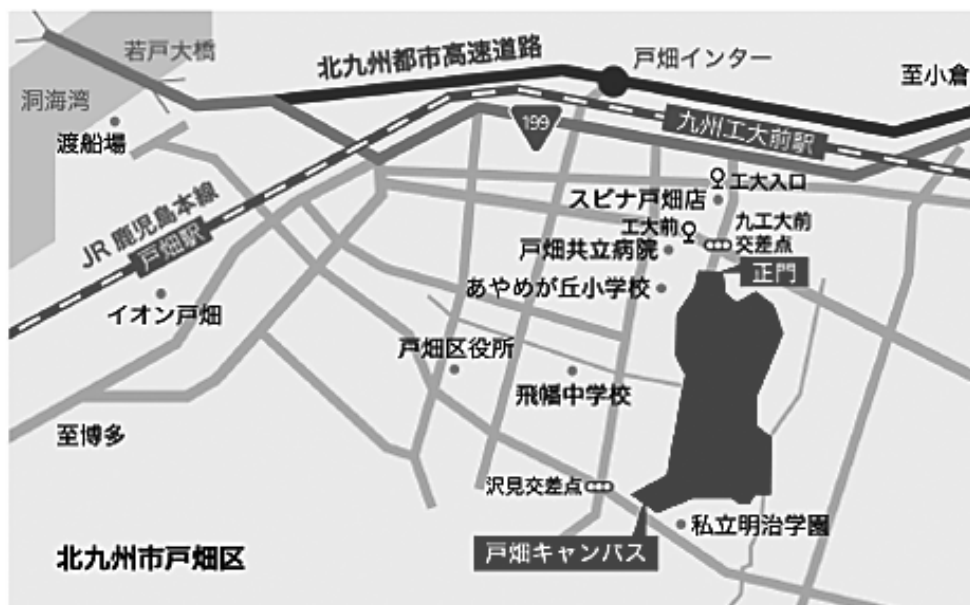 若戸大橋
北九州都市高速道路
戸畑インター
至小倉
洞海湾
渡船場
199
九州工大前駅
工大入口
スピナ戸畑店
JR 鹿児島本線
戸畑駅
工大前
九工大前
交差点
戸畑共立病院
正門
あやめが丘小学校
イオン戸畑
戸畑区役所
飛幡中学校
至博多
沢見交差点
私立明治学園
戸畑キャンパス
北九州市戸畑区